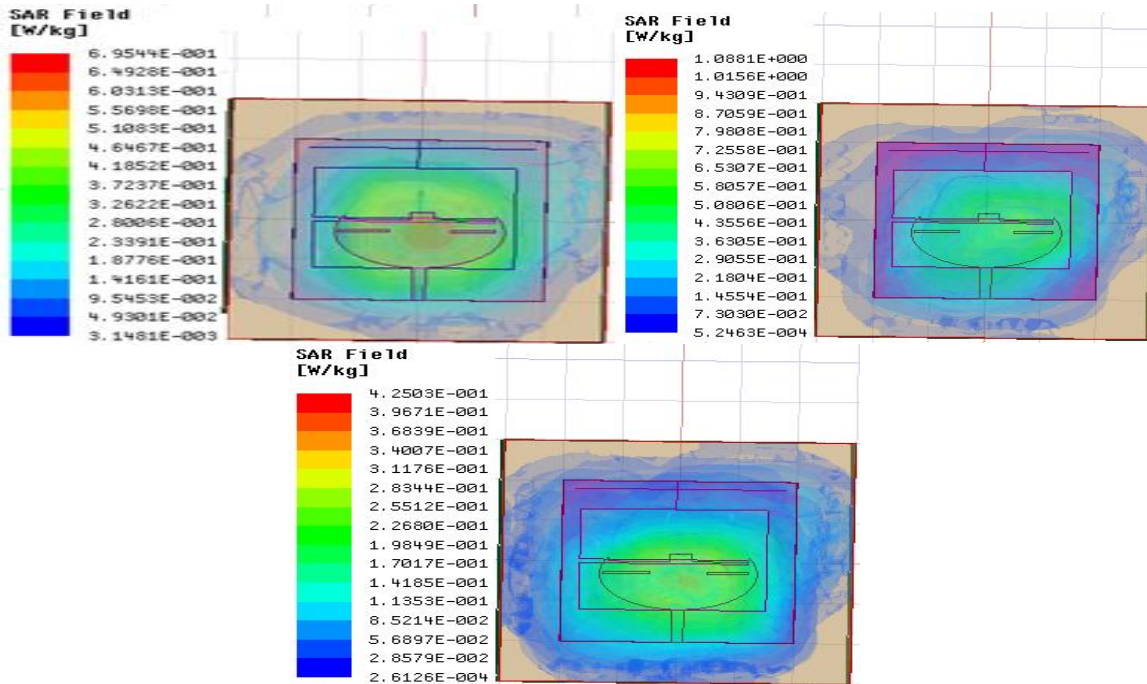 SAR Field
[W/kg]
6.9544E-001
6.4928E-001
6.0313E-001
5.5698E-001
5.1083E-001
4.6467E-001
4.1852E-001
3.7237E-001
3.2622E-001
2.8006E-001
2.3391E-001
1.8776E-001
1.4161E-001
9.5453E-002
4.9301E-002
3.1481E-003
SAR Field
[W/kg]
1.0881E+000
1.0156E+000
9.4309E-001
8.7059E-001
7.9808E-001
7.2558E-001
6.5307E-001
5.8057E-001
5.0806E-001
4.3556E-001
3.6305E-001
2.9055E-001
2.1804E-001
1.4554E-001
7.3030E-002
5.2463E-004
SAR Field
[W/kg]
4.2503E-001
3.9671E-001
3.6839E-001
3.4007E-001
3.1176E-001
2.8344E-001
2.5512E-001
2.2680E-001
1.9849E-001
1.7017E-001
1.4185E-001
1.1353E-001
8.5214E-002
5.6897E-002
2.8579E-002
2.6126E-004